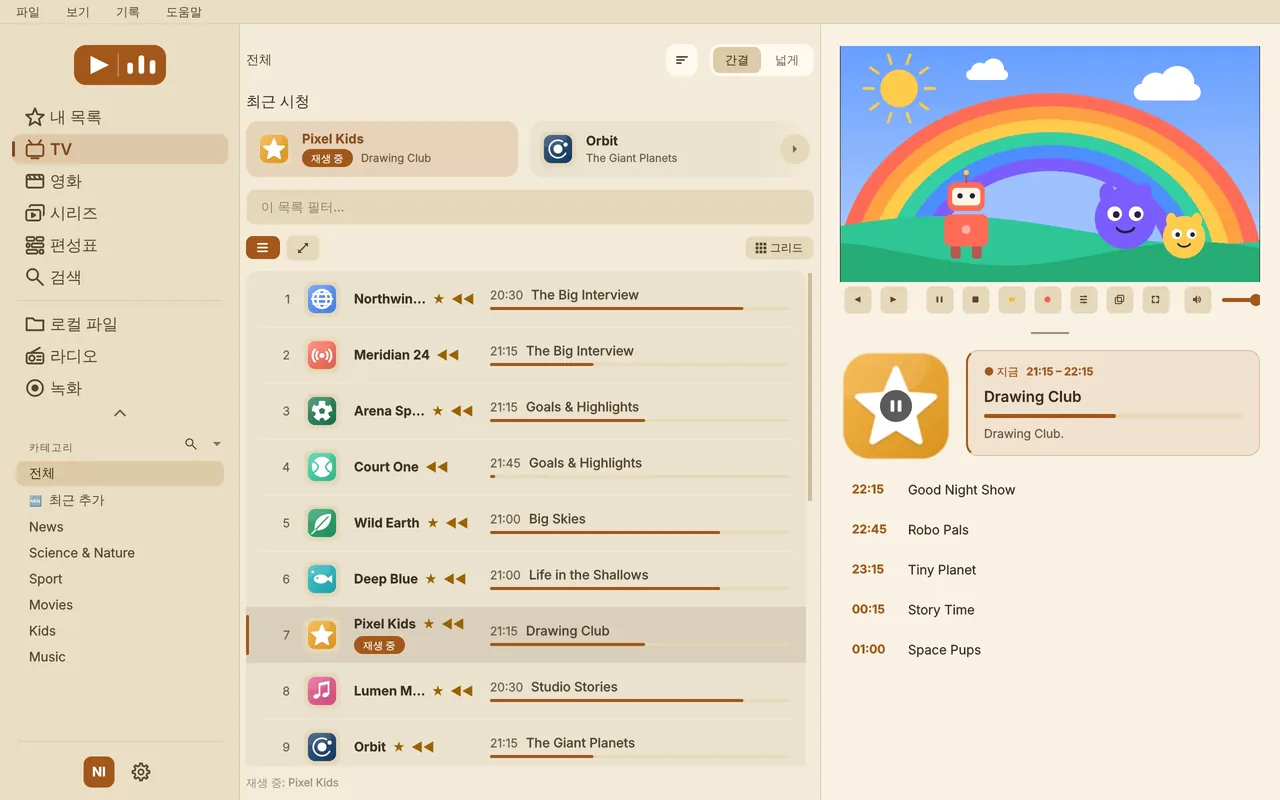 파일 보기 기록 도움말
내 목록
TV
영화
시리즈
편성표
검색
로컬 파일
라디오
녹화
카테고리
전체
🆕 최근 추가
News
Science & Nature
Sport
Movies
Kids
Music
NI
전체
간결 넓게
최근 시청
Pixel Kids
재생 중 Drawing Club
Orbit
The Giant Planets
이 목록 필터...
그리드
1 Northwin... ★ 20:30 The Big Interview
2 Meridian 24 21:15 The Big Interview
3 Arena Sp... ★ 21:15 Goals & Highlights
4 Court One 21:45 Goals & Highlights
5 Wild Earth ★ 21:00 Big Skies
6 Deep Blue ★ 21:00 Life in the Shallows
7 Pixel Kids ★ 21:15 Drawing Club
재생 중
8 Lumen M... ★ 20:30 Studio Stories
9 Orbit ★ 21:15 The Giant Planets
재생 중: Pixel Kids
지금 21:15 – 22:15
Drawing Club
Drawing Club.
22:15 Good Night Show
22:45 Robo Pals
23:15 Tiny Planet
00:15 Story Time
01:00 Space Pups